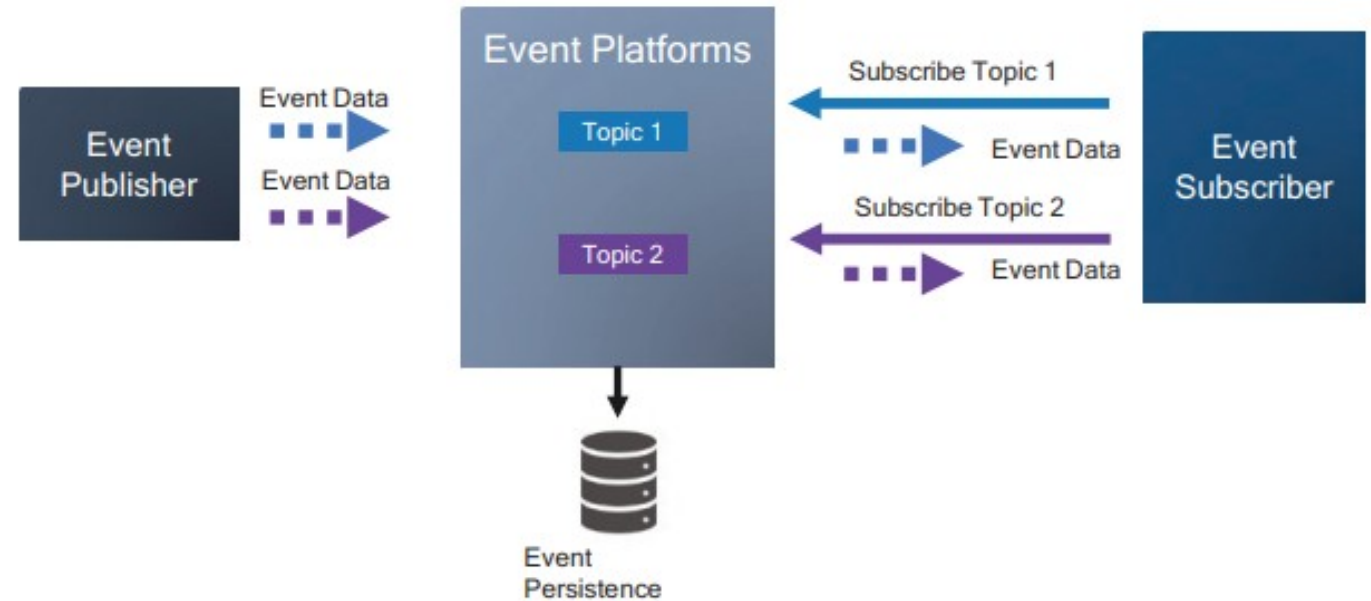 Event Platforms
Subscribe Topic 1
Event Data
Topic 1
Event Data
Event
Publisher
Event
Subscriber
Event Data
Subscribe Topic 2
Topic 2
Event Data
Event
Persistence